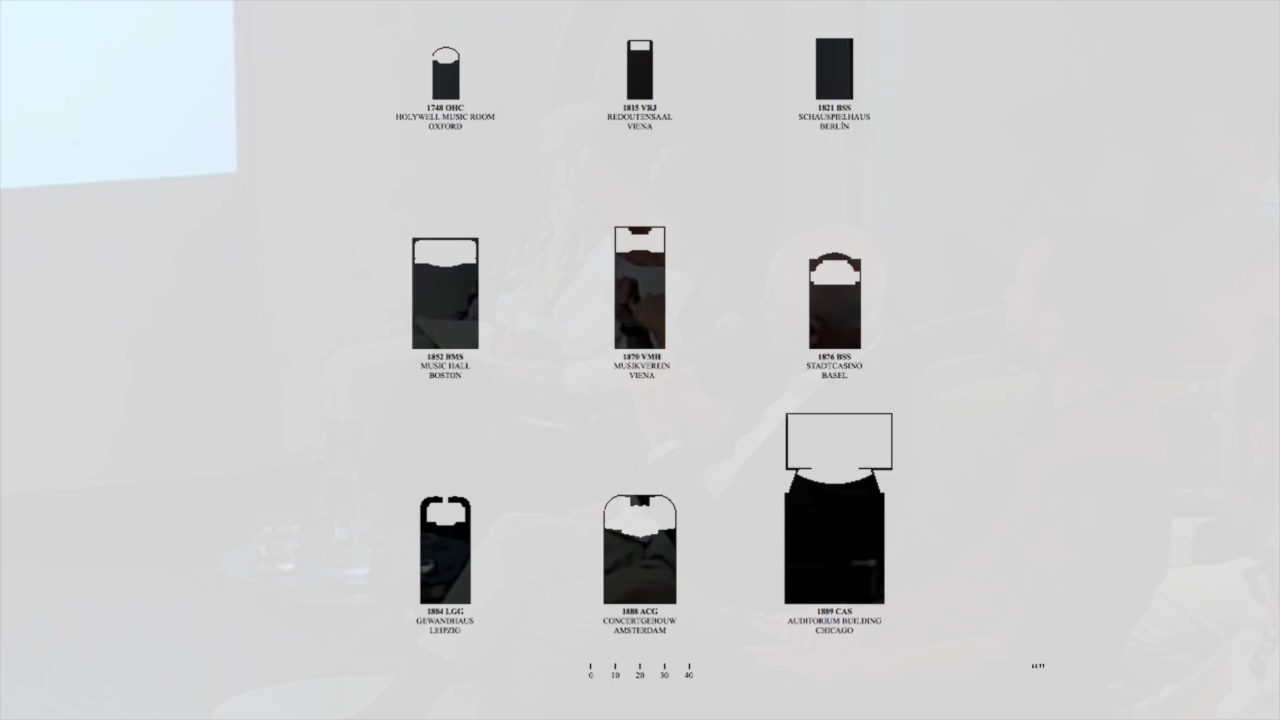 1748 OHC
HOLYWELL MUSIC ROOM
OXFORD
1815 VRJ
REDOUTENSAAL
VIENA
1821 BSS
SCHAUSPIELHAUS
BERLÍN
1852 BMS
MUSIC HALL
BOSTON
1870 VMH
MUSIKVEREIN
VIENA
1876 BSS
STADTCASINO
BASEL
1884 LGG
GEWANDHAUS
LEIPZIG
1888 ACG
CONCERTGEBOUW
AMSTERDAM
1889 CAS
AUDITORIUM BUILDING
CHICAGO
0 10 20 30 40
“”